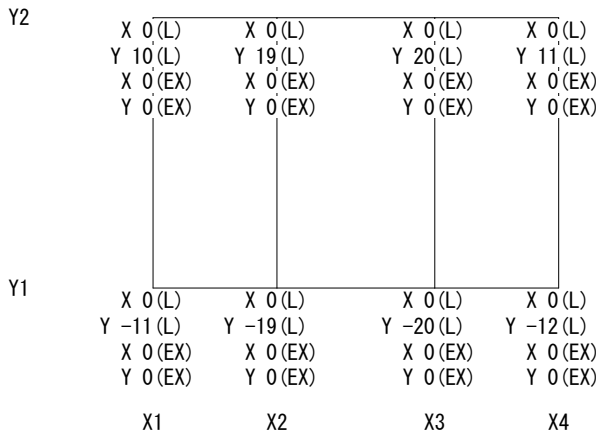 Y2
X 0(L) X 0(L) X 0(L) X 0(L)
Y 10(L) Y 19(L) Y 20(L) Y 11(L)
X 0(EX) X 0(EX) X 0(EX) X 0(EX)
Y 0(EX) Y 0(EX) Y 0(EX) Y 0(EX)
Y1
X 0(L) X 0(L) X 0(L) X 0(L)
Y -11(L) Y -19(L) Y -20(L) Y -12(L)
X 0(EX) X 0(EX) X 0(EX) X 0(EX)
Y 0(EX) Y 0(EX) Y 0(EX) Y 0(EX)
X1 X2 X3 X4